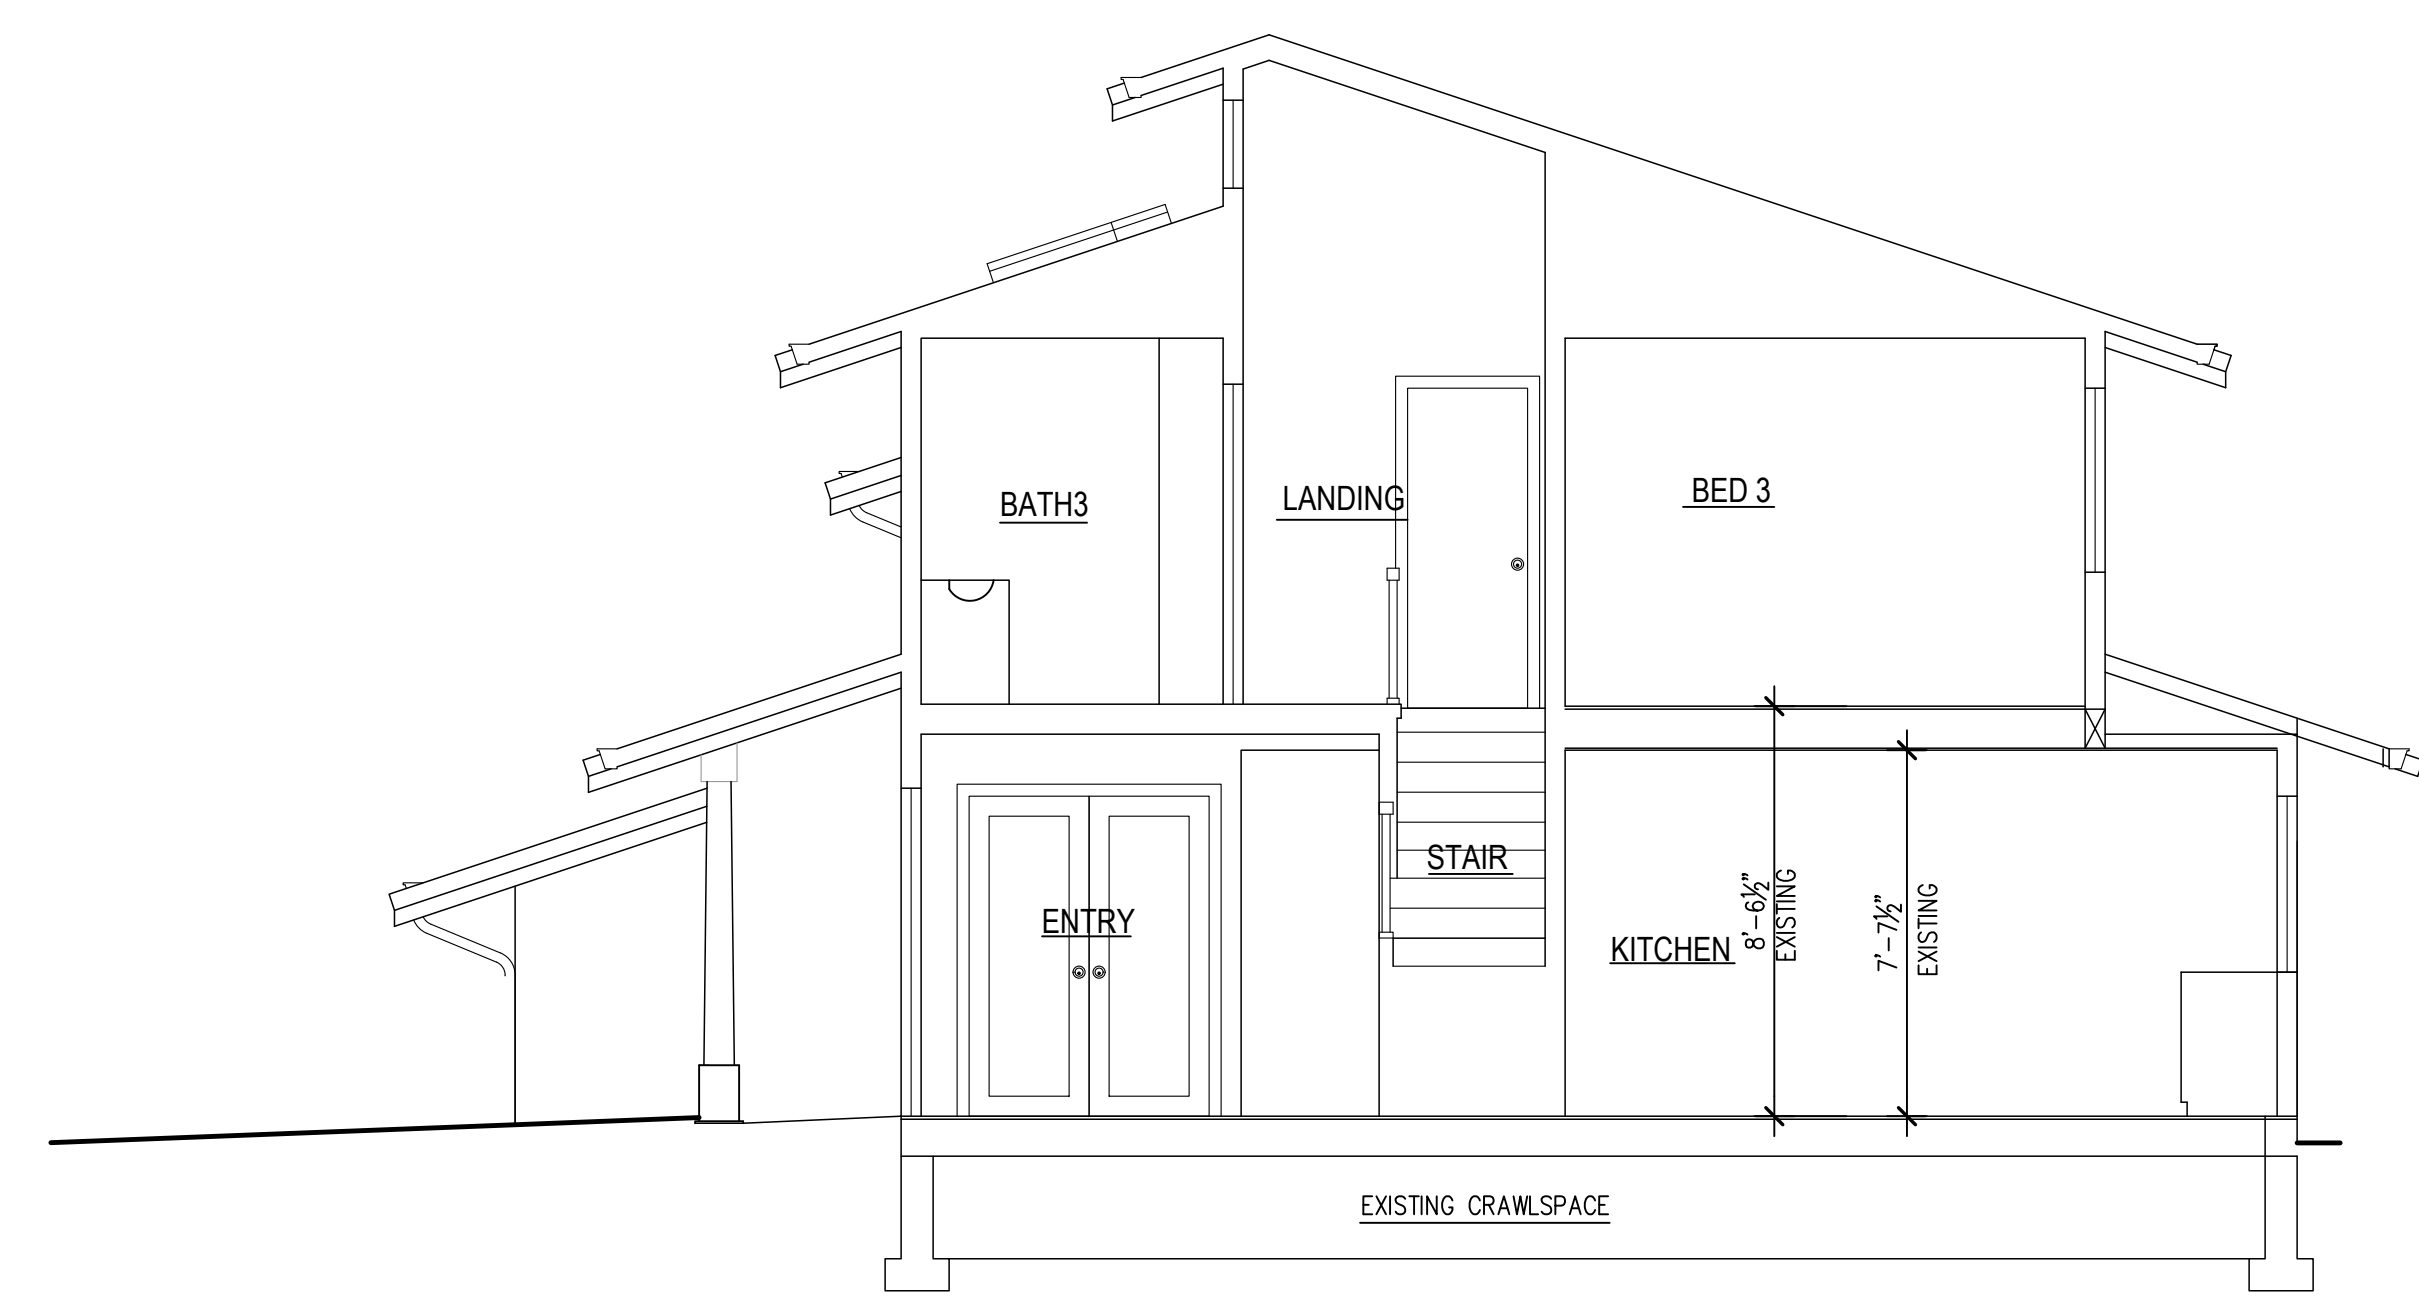 BATH3
LANDING
BED 3
STAIR
ENTRY
KITCHEN
8'-6½"
EXISTING
7'-7½"
EXISTING
EXISTING CRAWLSPACE